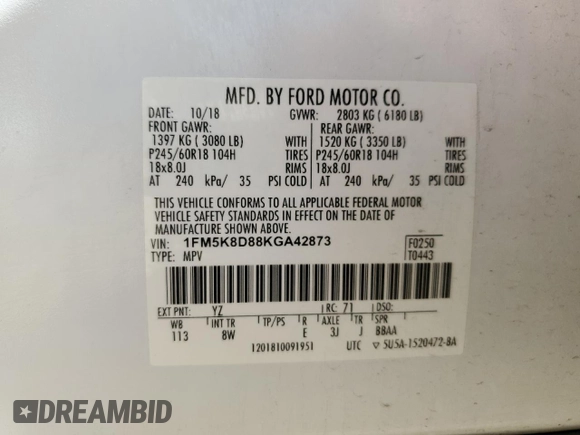 MFD. BY FORD MOTOR CO.
DATE: 10/18 GVWR: 2803 KG ( 6180 LB)
FRONT GAWR: REAR GAWR:
1397 KG ( 3080 LB) WITH 1520 KG ( 3350 LB) WITH
P245/60R18 104H TIRES P245/60R18 104H TIRES
18x8.0J RIMS 18x8.0J RIMS
AT 240 kPa/ 35 PSI COLD AT 240 kPa/ 35 PSI COLD
THIS VEHICLE CONFORMS TO ALL APPLICABLE FEDERAL MOTOR
VEHICLE SAFETY STANDARDS IN EFFECT ON THE DATE OF
MANUFACTURE SHOWN ABOVE.
VIN: 1FM5K8D88KGA42873 F0250
TYPE: MPV T0443
EXT PNT: YZ RC: 71 DSO:
WB INT TR TP/PS R AXLE TR SPR
113 8W E 3J J BBAA
1201810091951 UTC ▽ 5U5A-1520472-BA
DREAMBID